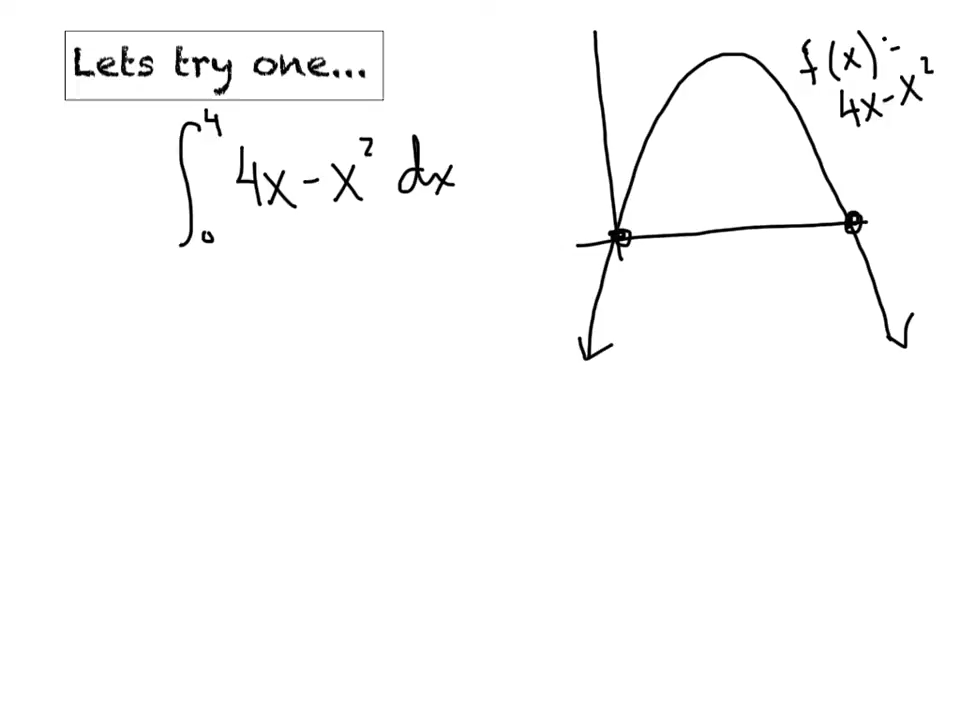 Lets try one...
∫₀⁴ 4x - x² dx
f(x) =
4x - x²